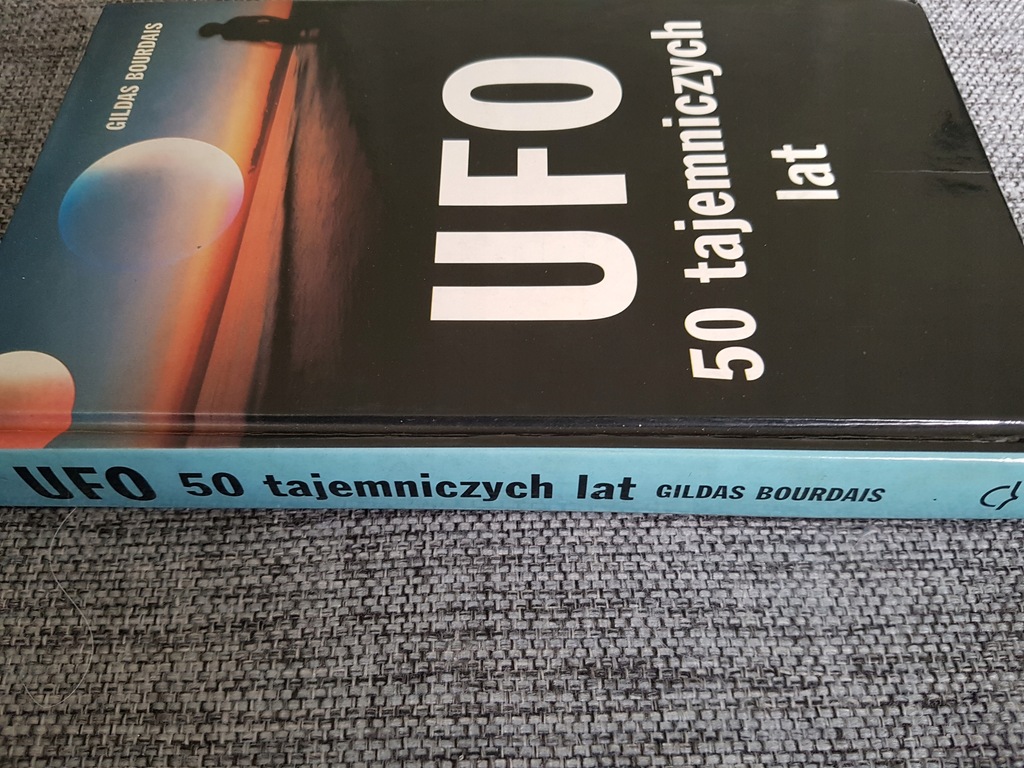 GILDAS BOURDAIS
UFO
50 tajemniczych
lat
UFO 50 tajemniczych lat GILDAS BOURDAIS